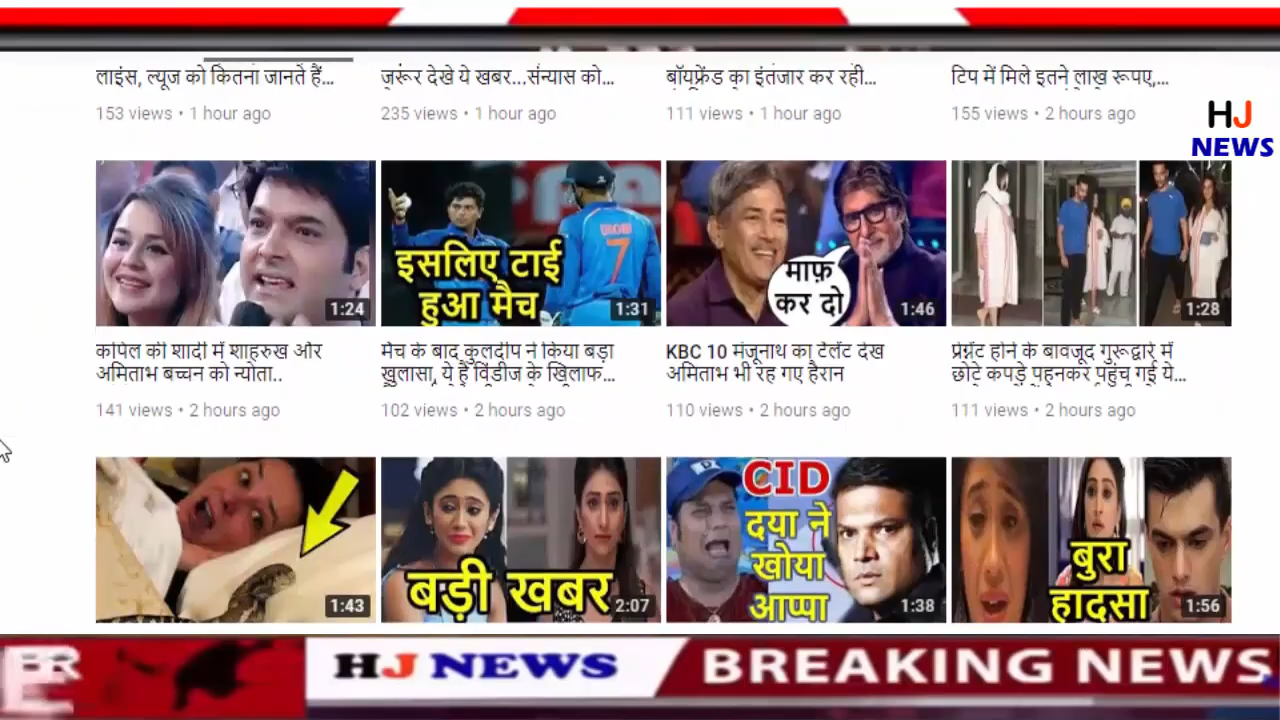 लाइंस, ल्यूज को कितना जानते हैं...
ज़रूर देखे ये खबर...संन्यास को...
बॉयफ्रेंड का इंतजार कर रही...
टिप में मिले इतने लाख रूपए,...
153 views • 1 hour ago
235 views • 1 hour ago
111 views • 1 hour ago
155 views • 2 hours ago
HJ
NEWS
1:24
इसलिए टाई
हुआ मैच
7
1:31
माफ़
कर दो
1:46
1:28
कपिल की शादी में शाहरुख और
अमिताभ बच्चन को न्योता..
मैच के बाद कुलदीप ने किया बड़ा
खुलासा, ये है विंडीज के खिलाफ...
KBC 10 मंजूनाथ का टैलेंट देख
अमिताभ भी रह गए हैरान
प्रेग्नेंट होने के बावजूद गुरूद्वारे में
छोटे कपड़े पहनकर पहुंच गई ये...
141 views • 2 hours ago
102 views • 2 hours ago
110 views • 2 hours ago
111 views • 2 hours ago
1:43
बड़ी खबर
2:07
CID
दया ने
खोया
आप्पा
1:38
बुरा
हादसा
1:56
HJ NEWS
BREAKING NEWS